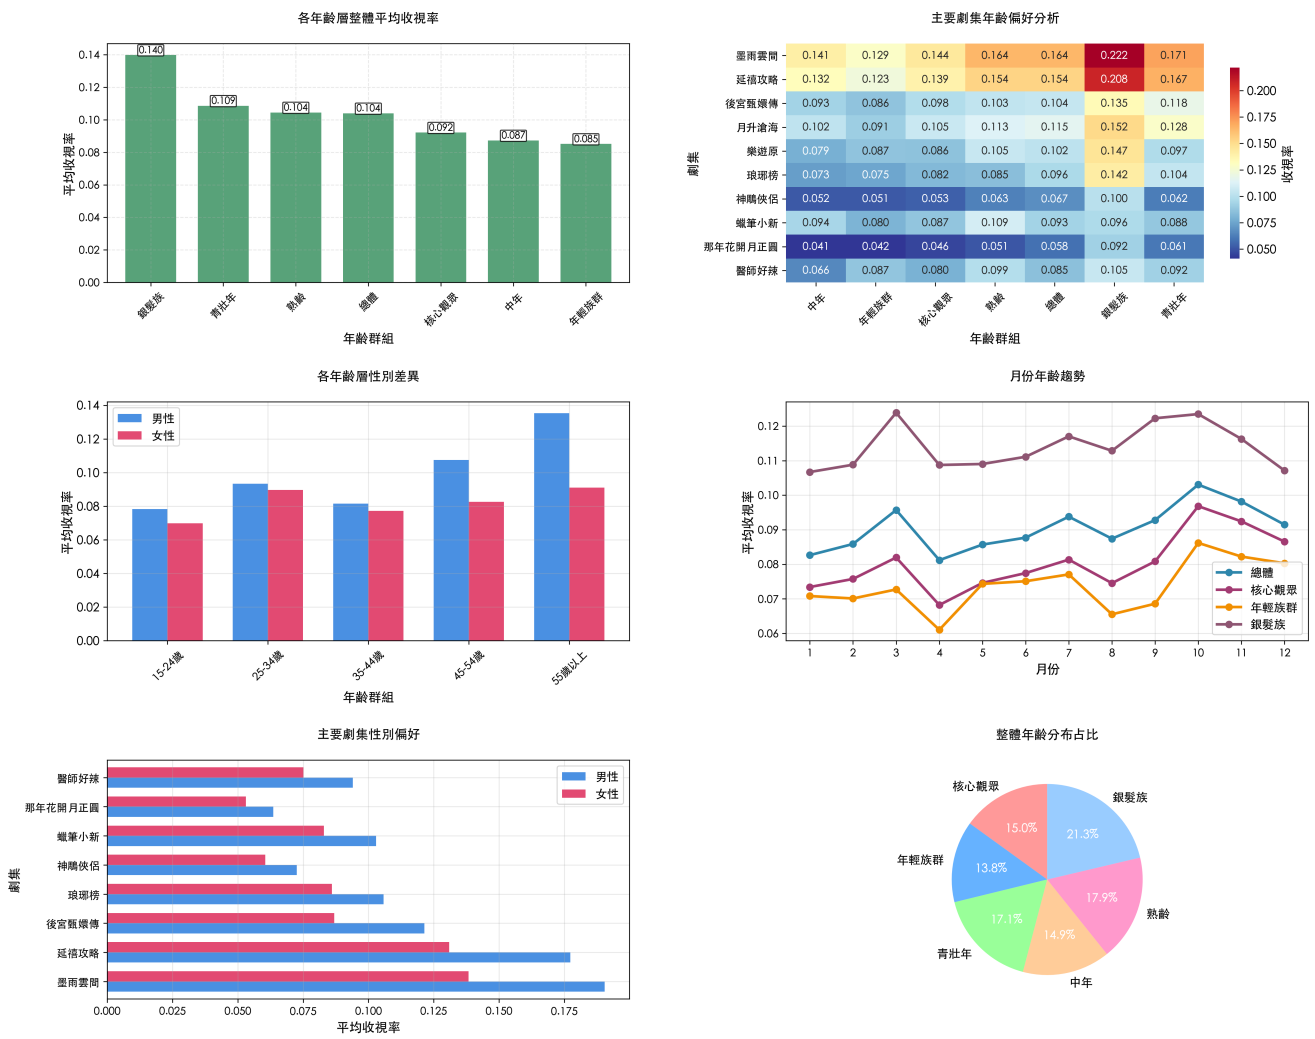 各年齡層整體平均收視率
0.14
0.12
0.10
0.08
0.06
0.04
0.02
0.00
平均收視率
0.140
0.109
0.104
0.104
0.092
0.087
0.085
銀髮族
青壯年
熟齡
總體
核心觀眾
中年
年輕族群
年齡群組
主要劇集年齡偏好分析
劇集
墨雨雲間 0.141 0.129 0.144 0.164 0.164 0.222 0.171
延禧攻略 0.132 0.123 0.139 0.154 0.154 0.208 0.167
後宮甄嬛傳 0.093 0.086 0.098 0.103 0.104 0.135 0.118
月升滄海 0.102 0.091 0.105 0.113 0.115 0.152 0.128
樂遊原 0.079 0.087 0.086 0.105 0.102 0.147 0.097
琅琊榜 0.073 0.075 0.082 0.085 0.096 0.142 0.104
神鵰俠侶 0.052 0.051 0.053 0.063 0.067 0.100 0.062
蠟筆小新 0.094 0.080 0.087 0.109 0.093 0.096 0.088
那年花開月正圓 0.041 0.042 0.046 0.051 0.058 0.092 0.061
醫師好辣 0.066 0.087 0.080 0.099 0.085 0.105 0.092
中年
年輕族群
核心觀眾
熟齡
總體
銀髮族
青壯年
年齡群組
0.200
0.175
0.150
0.125
0.100
0.075
0.050
收視率
各年齡層性別差異
0.14
0.12
0.10
0.08
0.06
0.04
0.02
0.00
平均收視率
男性
女性
15-24歲
25-34歲
35-44歲
45-54歲
55歲以上
年齡群組
月份年齡趨勢
0.12
0.11
0.10
0.09
0.08
0.07
0.06
平均收視率
總體
核心觀眾
年輕族群
銀髮族
1 2 3 4 5 6 7 8 9 10 11 12
月份
主要劇集性別偏好
劇集
醫師好辣
那年花開月正圓
蠟筆小新
神鵰俠侶
琅琊榜
後宮甄嬛傳
延禧攻略
墨雨雲間
男性
女性
0.000 0.025 0.050 0.075 0.100 0.125 0.150 0.175
平均收視率
整體年齡分布占比
核心觀眾
15.0%
銀髮族
21.3%
年輕族群
13.8%
熟齡
17.9%
青壯年
17.1%
中年
14.9%